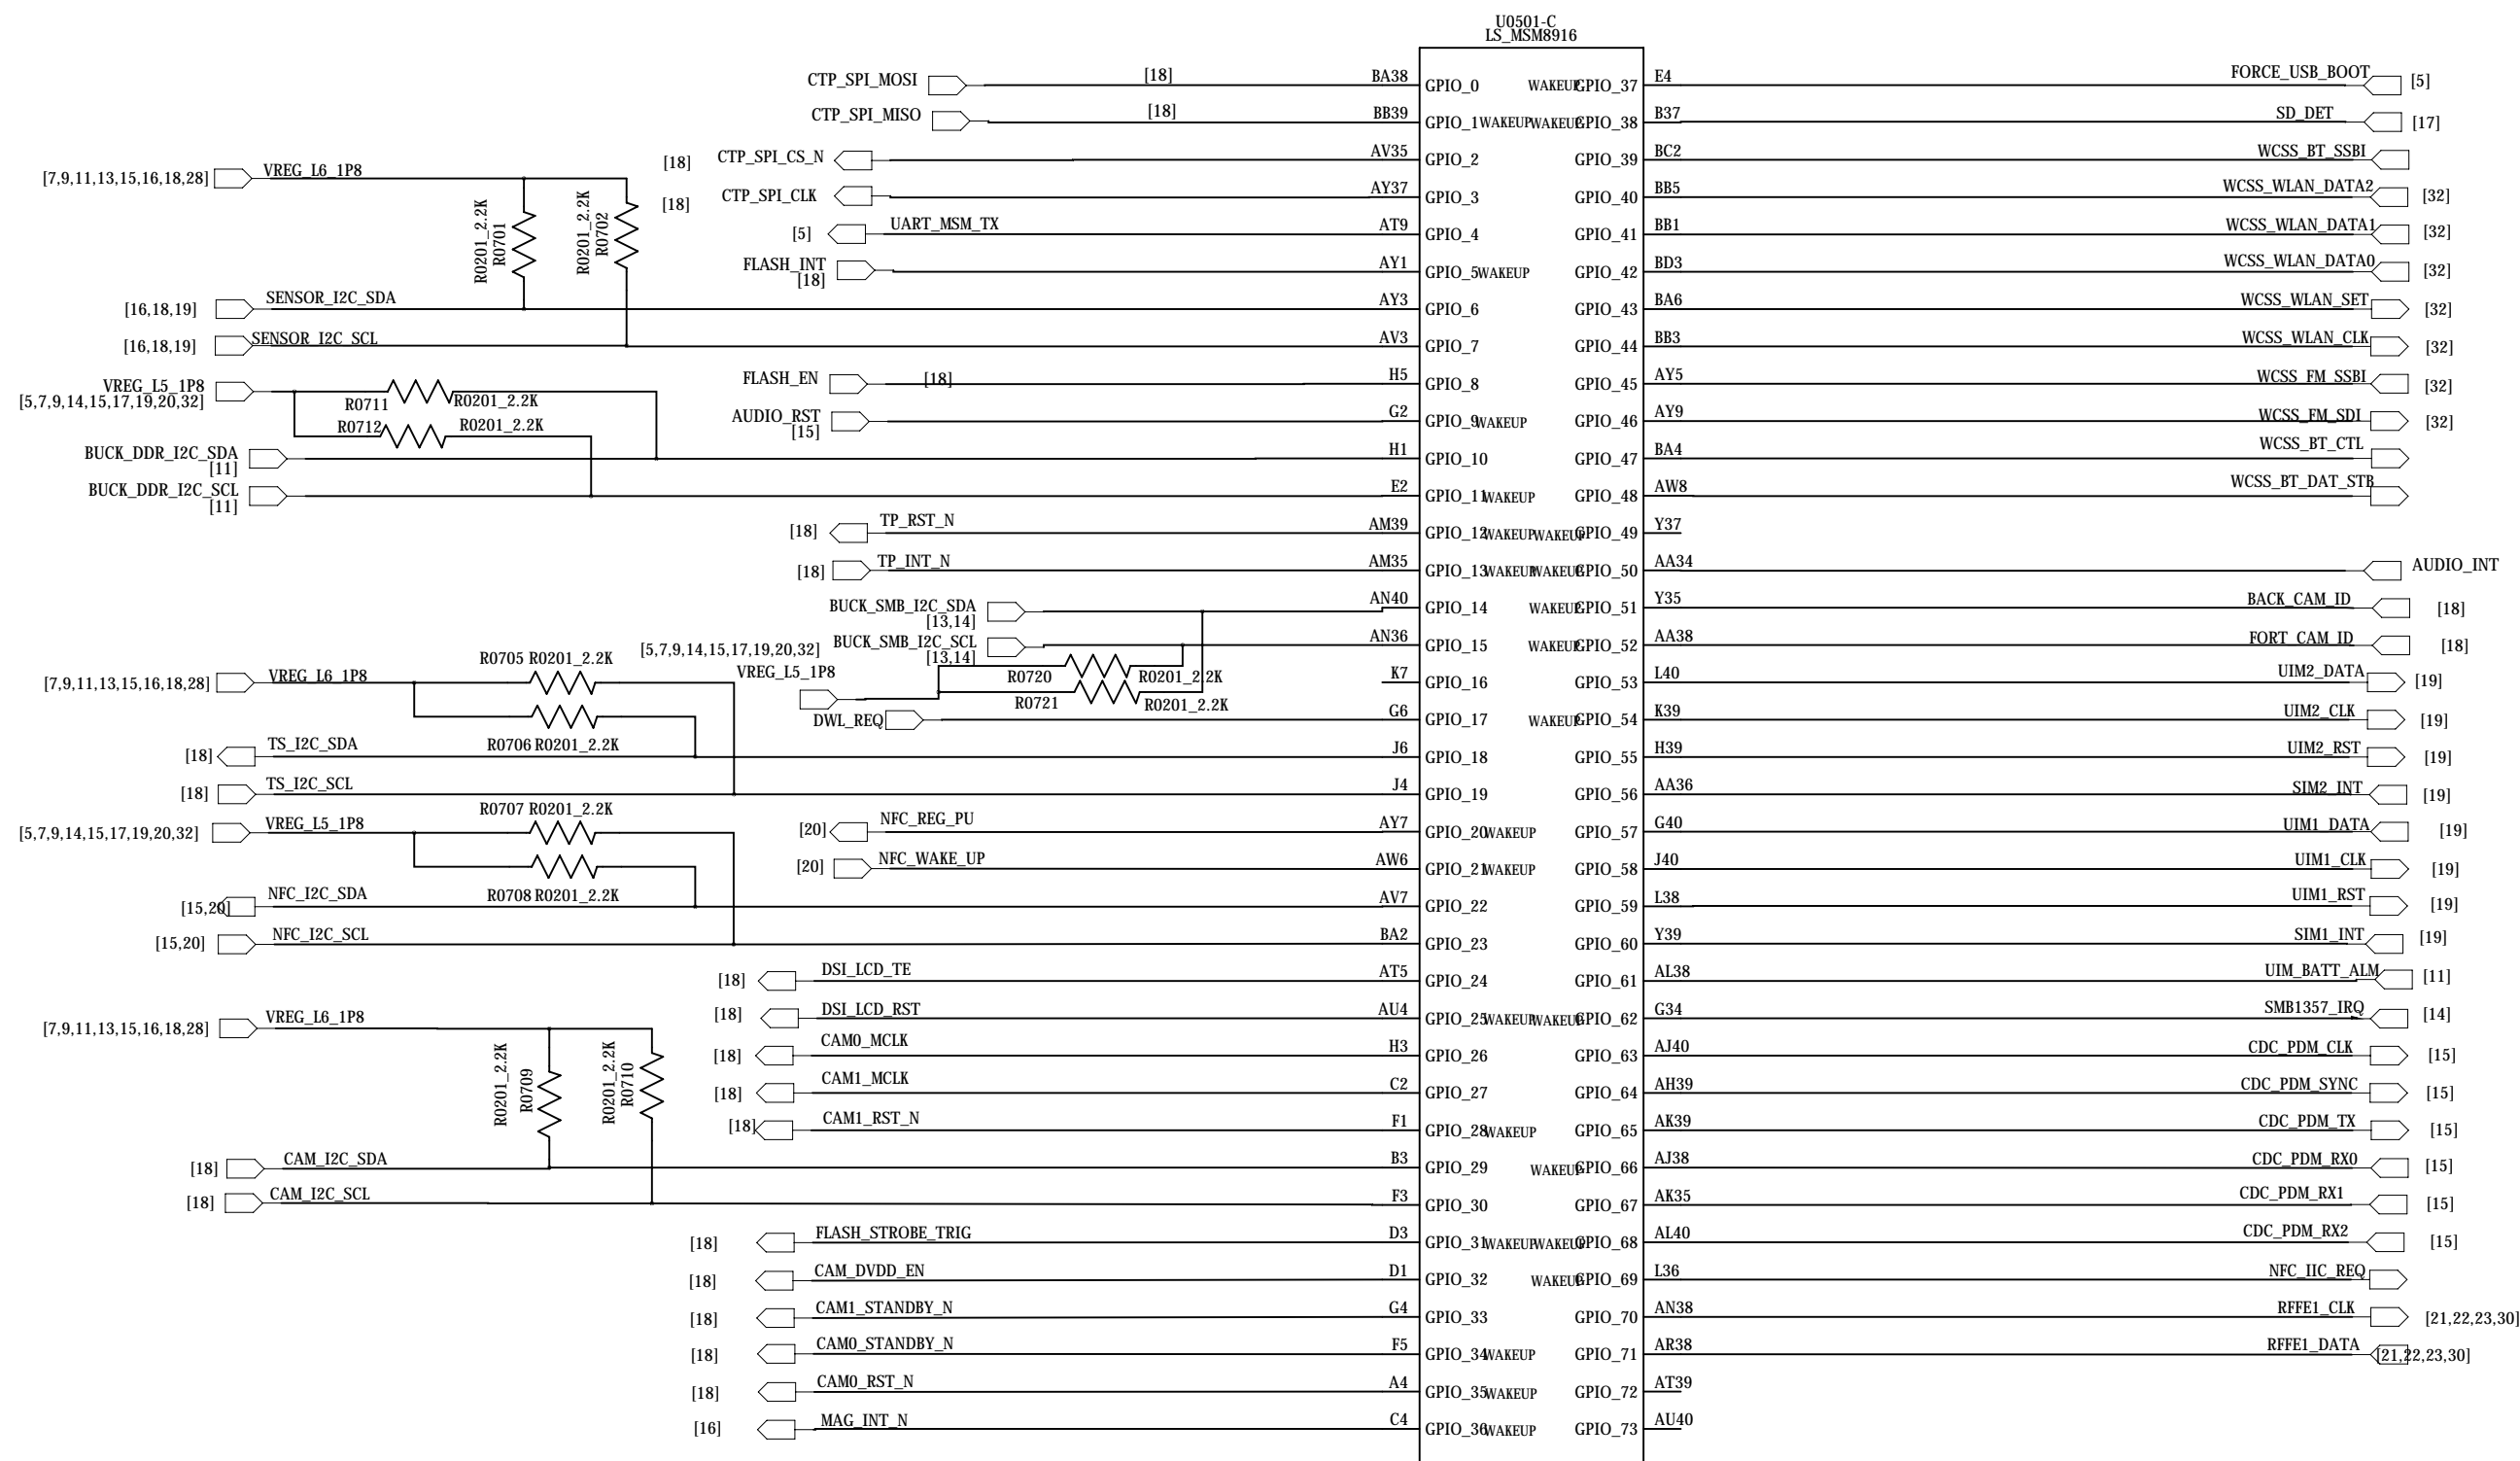 U0501-C
LS_MSM8916
CTP_SPI_MOSI [18] BA38 GPIO_0 WAKEUP GPIO_37 E4 FORCE_USB_BOOT [5]
CTP_SPI_MISO [18] BB39 GPIO_1 WAKEUP WAKEUP GPIO_38 B37 SD_DET [17]
[18] CTP_SPI_CS_N AV35 GPIO_2 GPIO_39 BC2 WCSS_BT_SSBI
[7,9,11,13,15,16,18,28] VREG_L6_1P8
[18] CTP_SPI_CLK AY37 GPIO_3 GPIO_40 BB5 WCSS_WLAN_DATA2 [32]
R0201_2.2K R0701 R0201_2.2K R0702
[5] UART_MSM_TX AT9 GPIO_4 GPIO_41 BB1 WCSS_WLAN_DATA1 [32]
FLASH_INT [18] AY1 GPIO_5 WAKEUP GPIO_42 BD3 WCSS_WLAN_DATA0 [32]
[16,18,19] SENSOR_I2C_SDA AY3 GPIO_6 GPIO_43 BA6 WCSS_WLAN_SET [32]
[16,18,19] SENSOR_I2C_SCL AV3 GPIO_7 GPIO_44 BB3 WCSS_WLAN_CLK [32]
FLASH_EN [18] H5 GPIO_8 GPIO_45 AY5 WCSS_FM_SSBI [32]
VREG_L5_1P8 [5,7,9,14,15,17,19,20,32] R0711 R0201_2.2K
AUDIO_RST [15] G2 GPIO_9 WAKEUP GPIO_46 AY9 WCSS_FM_SDI [32]
R0712 R0201_2.2K
BUCK_DDR_I2C_SDA [11] H1 GPIO_10 GPIO_47 BA4 WCSS_BT_CTL
BUCK_DDR_I2C_SCL [11] E2 GPIO_11 WAKEUP GPIO_48 AW8 WCSS_BT_DAT_STB
[18] TP_RST_N AM39 GPIO_12 WAKEUP WAKEUP GPIO_49 Y37
[18] TP_INT_N AM35 GPIO_13 WAKEUP WAKEUP GPIO_50 AA34 AUDIO_INT
BUCK_SMB_I2C_SDA [13,14] AN40 GPIO_14 WAKEUP GPIO_51 Y35 BACK_CAM_ID [18]
BUCK_SMB_I2C_SCL [13,14] AN36 GPIO_15 WAKEUP GPIO_52 AA38 FORT_CAM_ID [18]
[5,7,9,14,15,17,19,20,32] VREG_L5_1P8 R0720 R0201_2.2K
R0721 R0201_2.2K
[7,9,11,13,15,16,18,28] VREG_L6_1P8 R0705 R0201_2.2K
K7 GPIO_16 GPIO_53 L40 UIM2_DATA [19]
DWL_REQ G6 GPIO_17 WAKEUP GPIO_54 K39 UIM2_CLK [19]
R0706 R0201_2.2K
[18] TS_I2C_SDA J6 GPIO_18 GPIO_55 H39 UIM2_RST [19]
[18] TS_I2C_SCL J4 GPIO_19 GPIO_56 AA36 SIM2_INT [19]
R0707 R0201_2.2K
[5,7,9,14,15,17,19,20,32] VREG_L5_1P8
[20] NFC_REG_PU AY7 GPIO_20 WAKEUP GPIO_57 G40 UIM1_DATA [19]
[20] NFC_WAKE_UP AW6 GPIO_21 WAKEUP GPIO_58 J40 UIM1_CLK [19]
R0708 R0201_2.2K
[15,20] NFC_I2C_SDA AV7 GPIO_22 GPIO_59 L38 UIM1_RST [19]
[15,20] NFC_I2C_SCL BA2 GPIO_23 GPIO_60 Y39 SIM1_INT [19]
[18] DSI_LCD_TE AT5 GPIO_24 GPIO_61 AL38 UIM_BATT_ALM [11]
[7,9,11,13,15,16,18,28] VREG_L6_1P8
[18] DSI_LCD_RST AU4 GPIO_25 WAKEUP WAKEUP GPIO_62 G34 SMB1357_IRQ [14]
[18] CAM0_MCLK H3 GPIO_26 GPIO_63 AJ40 CDC_PDM_CLK [15]
R0201_2.2K R0709 R0201_2.2K R0710
[18] CAM1_MCLK C2 GPIO_27 GPIO_64 AH39 CDC_PDM_SYNC [15]
[18] CAM1_RST_N F1 GPIO_28 WAKEUP GPIO_65 AK39 CDC_PDM_TX [15]
[18] CAM_I2C_SDA B3 GPIO_29 WAKEUP GPIO_66 AJ38 CDC_PDM_RX0 [15]
[18] CAM_I2C_SCL F3 GPIO_30 GPIO_67 AK35 CDC_PDM_RX1 [15]
[18] FLASH_STROBE_TRIG D3 GPIO_31 WAKEUP WAKEUP GPIO_68 AL40 CDC_PDM_RX2 [15]
[18] CAM_DVDD_EN D1 GPIO_32 WAKEUP GPIO_69 L36 NFC_IIC_REQ
[18] CAM1_STANDBY_N G4 GPIO_33 GPIO_70 AN38 RFFE1_CLK [21,22,23,30]
[18] CAM0_STANDBY_N F5 GPIO_34 WAKEUP GPIO_71 AR38 RFFE1_DATA [21,22,23,30]
[18] CAM0_RST_N A4 GPIO_35 WAKEUP GPIO_72 AT39
[16] MAG_INT_N C4 GPIO_36 WAKEUP GPIO_73 AU40